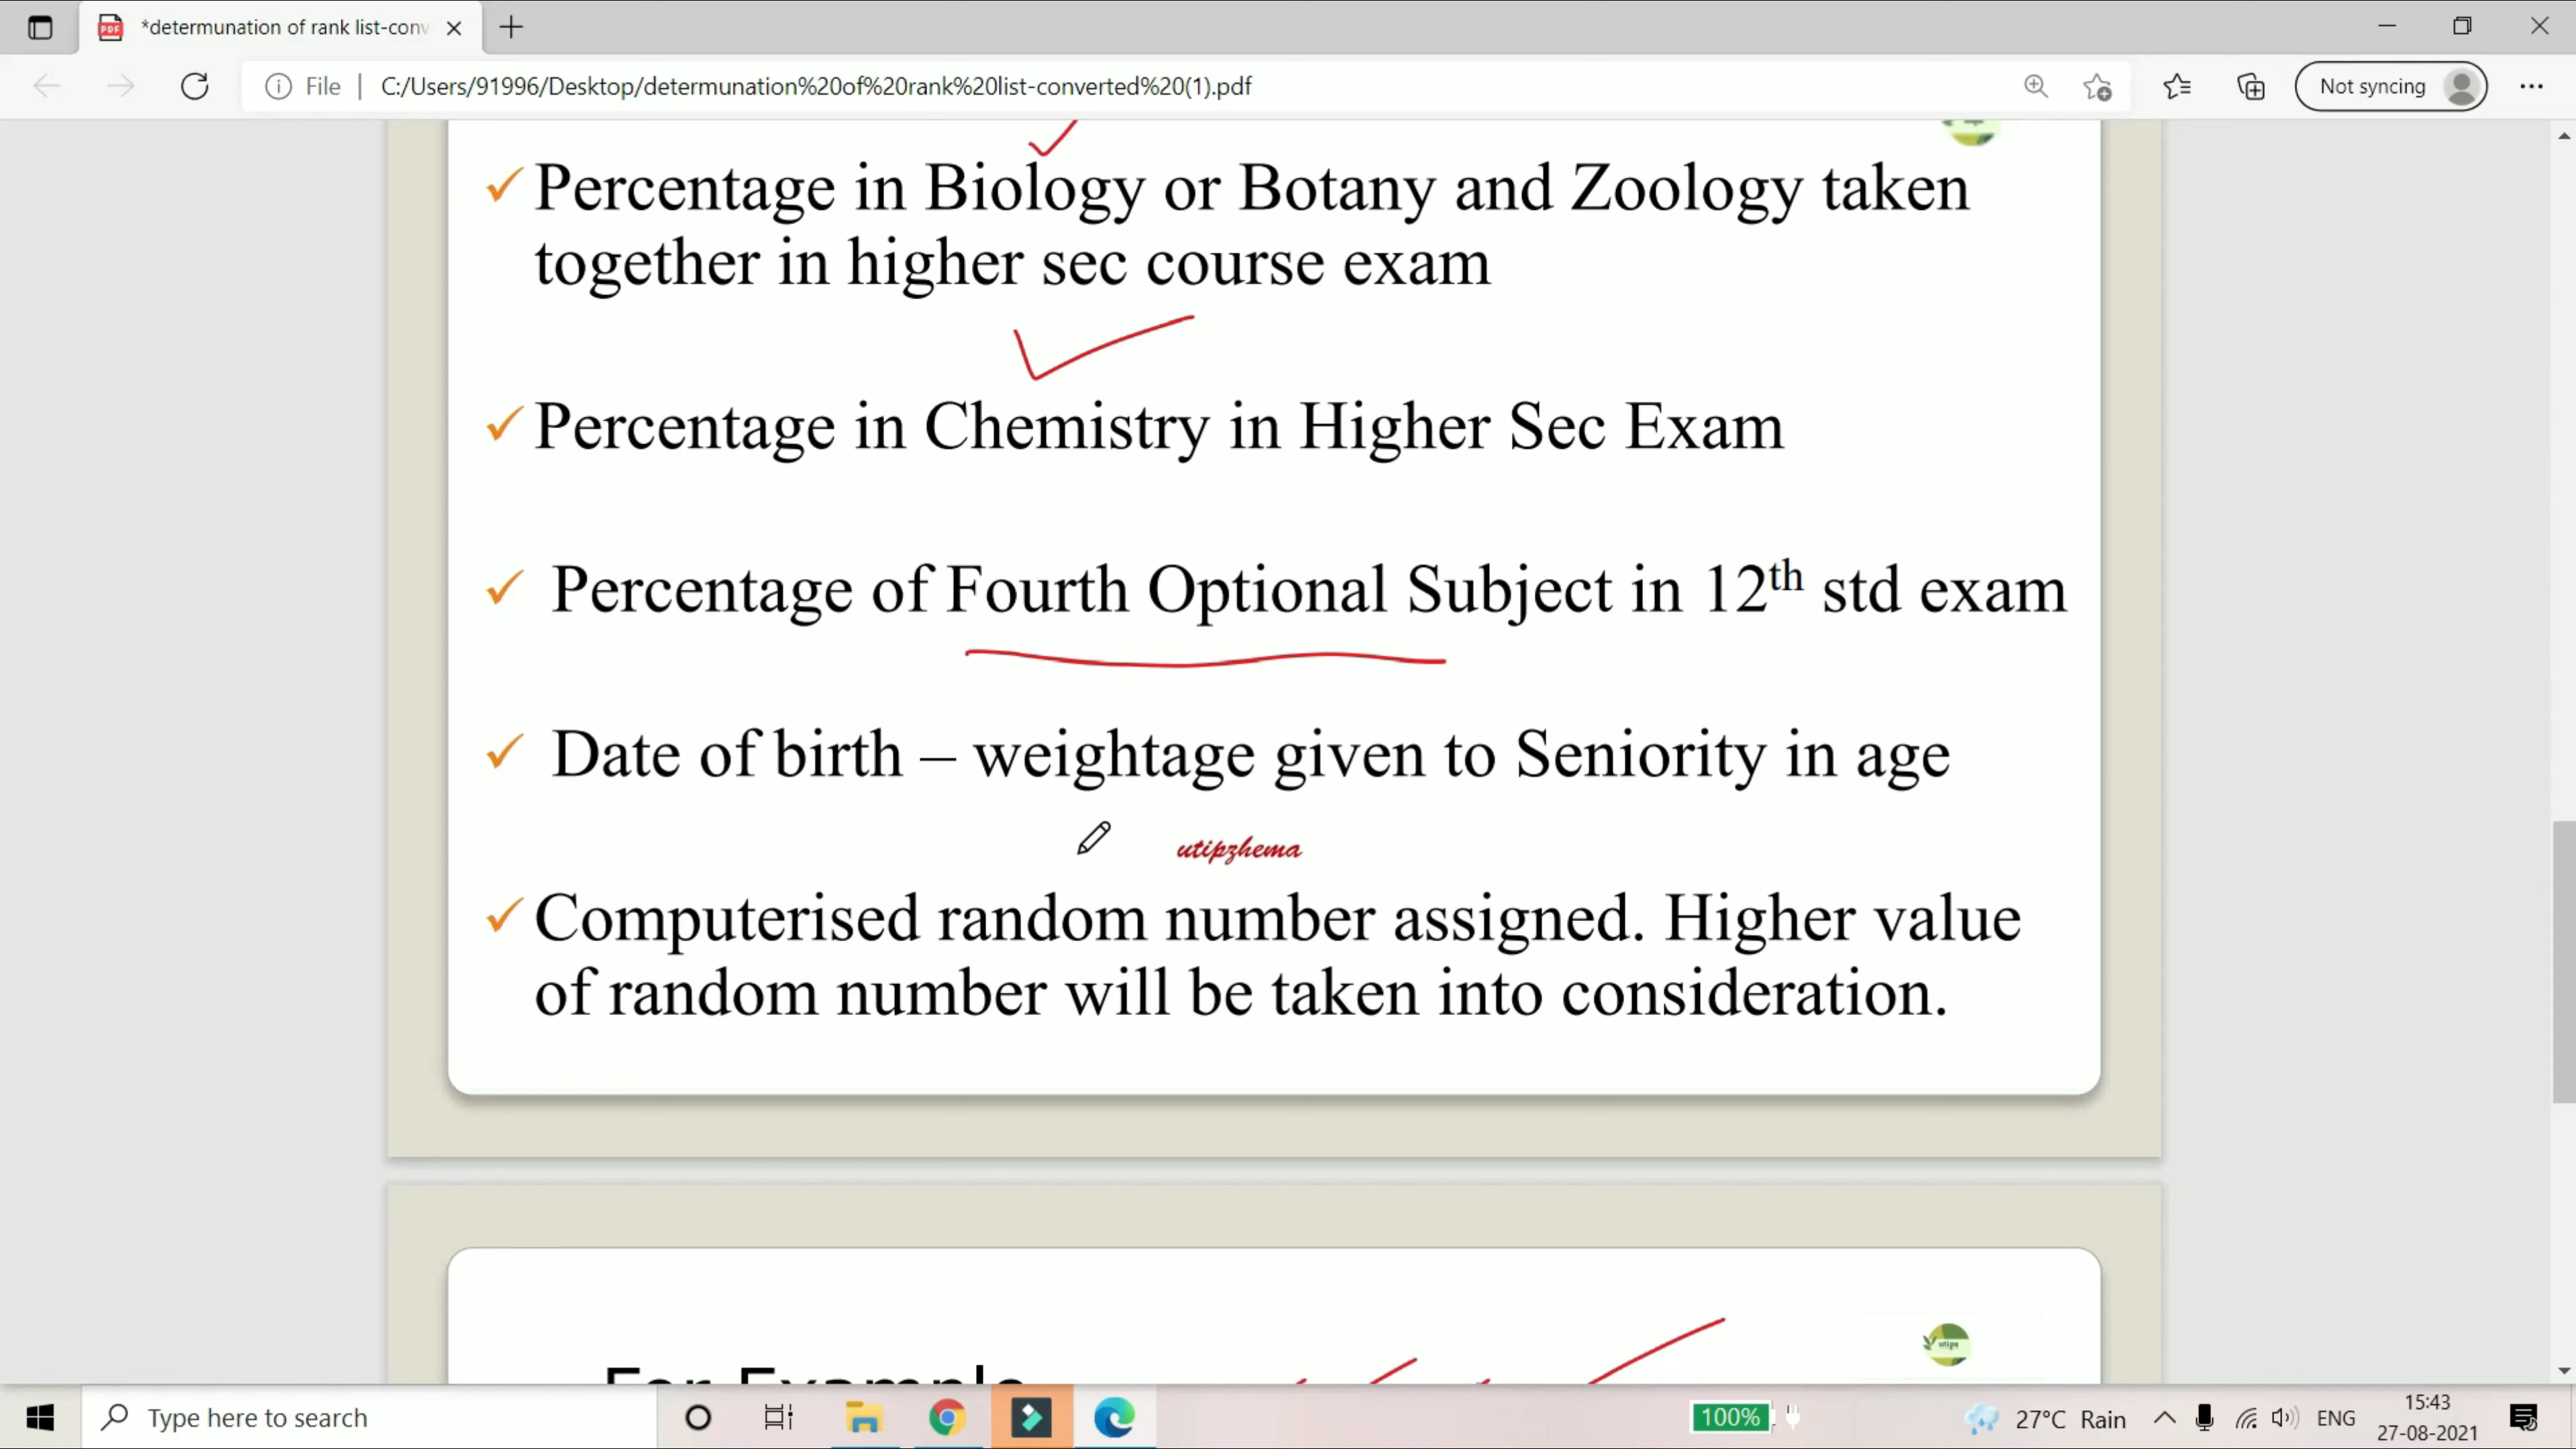 *determunation of rank list-conv
File
C:/Users/91996/Desktop/determunation%20of%20rank%20list-converted%20(1).pdf
Not syncing
Percentage in Biology or Botany and Zoology taken
together in higher sec course exam
Percentage in Chemistry in Higher Sec Exam
Percentage of Fourth Optional Subject in 12th std exam
Date of birth – weightage given to Seniority in age
utipzhema
Computerised random number assigned. Higher value
of random number will be taken into consideration.
utips
For Example
Type here to search
100%
27°C Rain
ENG
15:43
27-08-2021